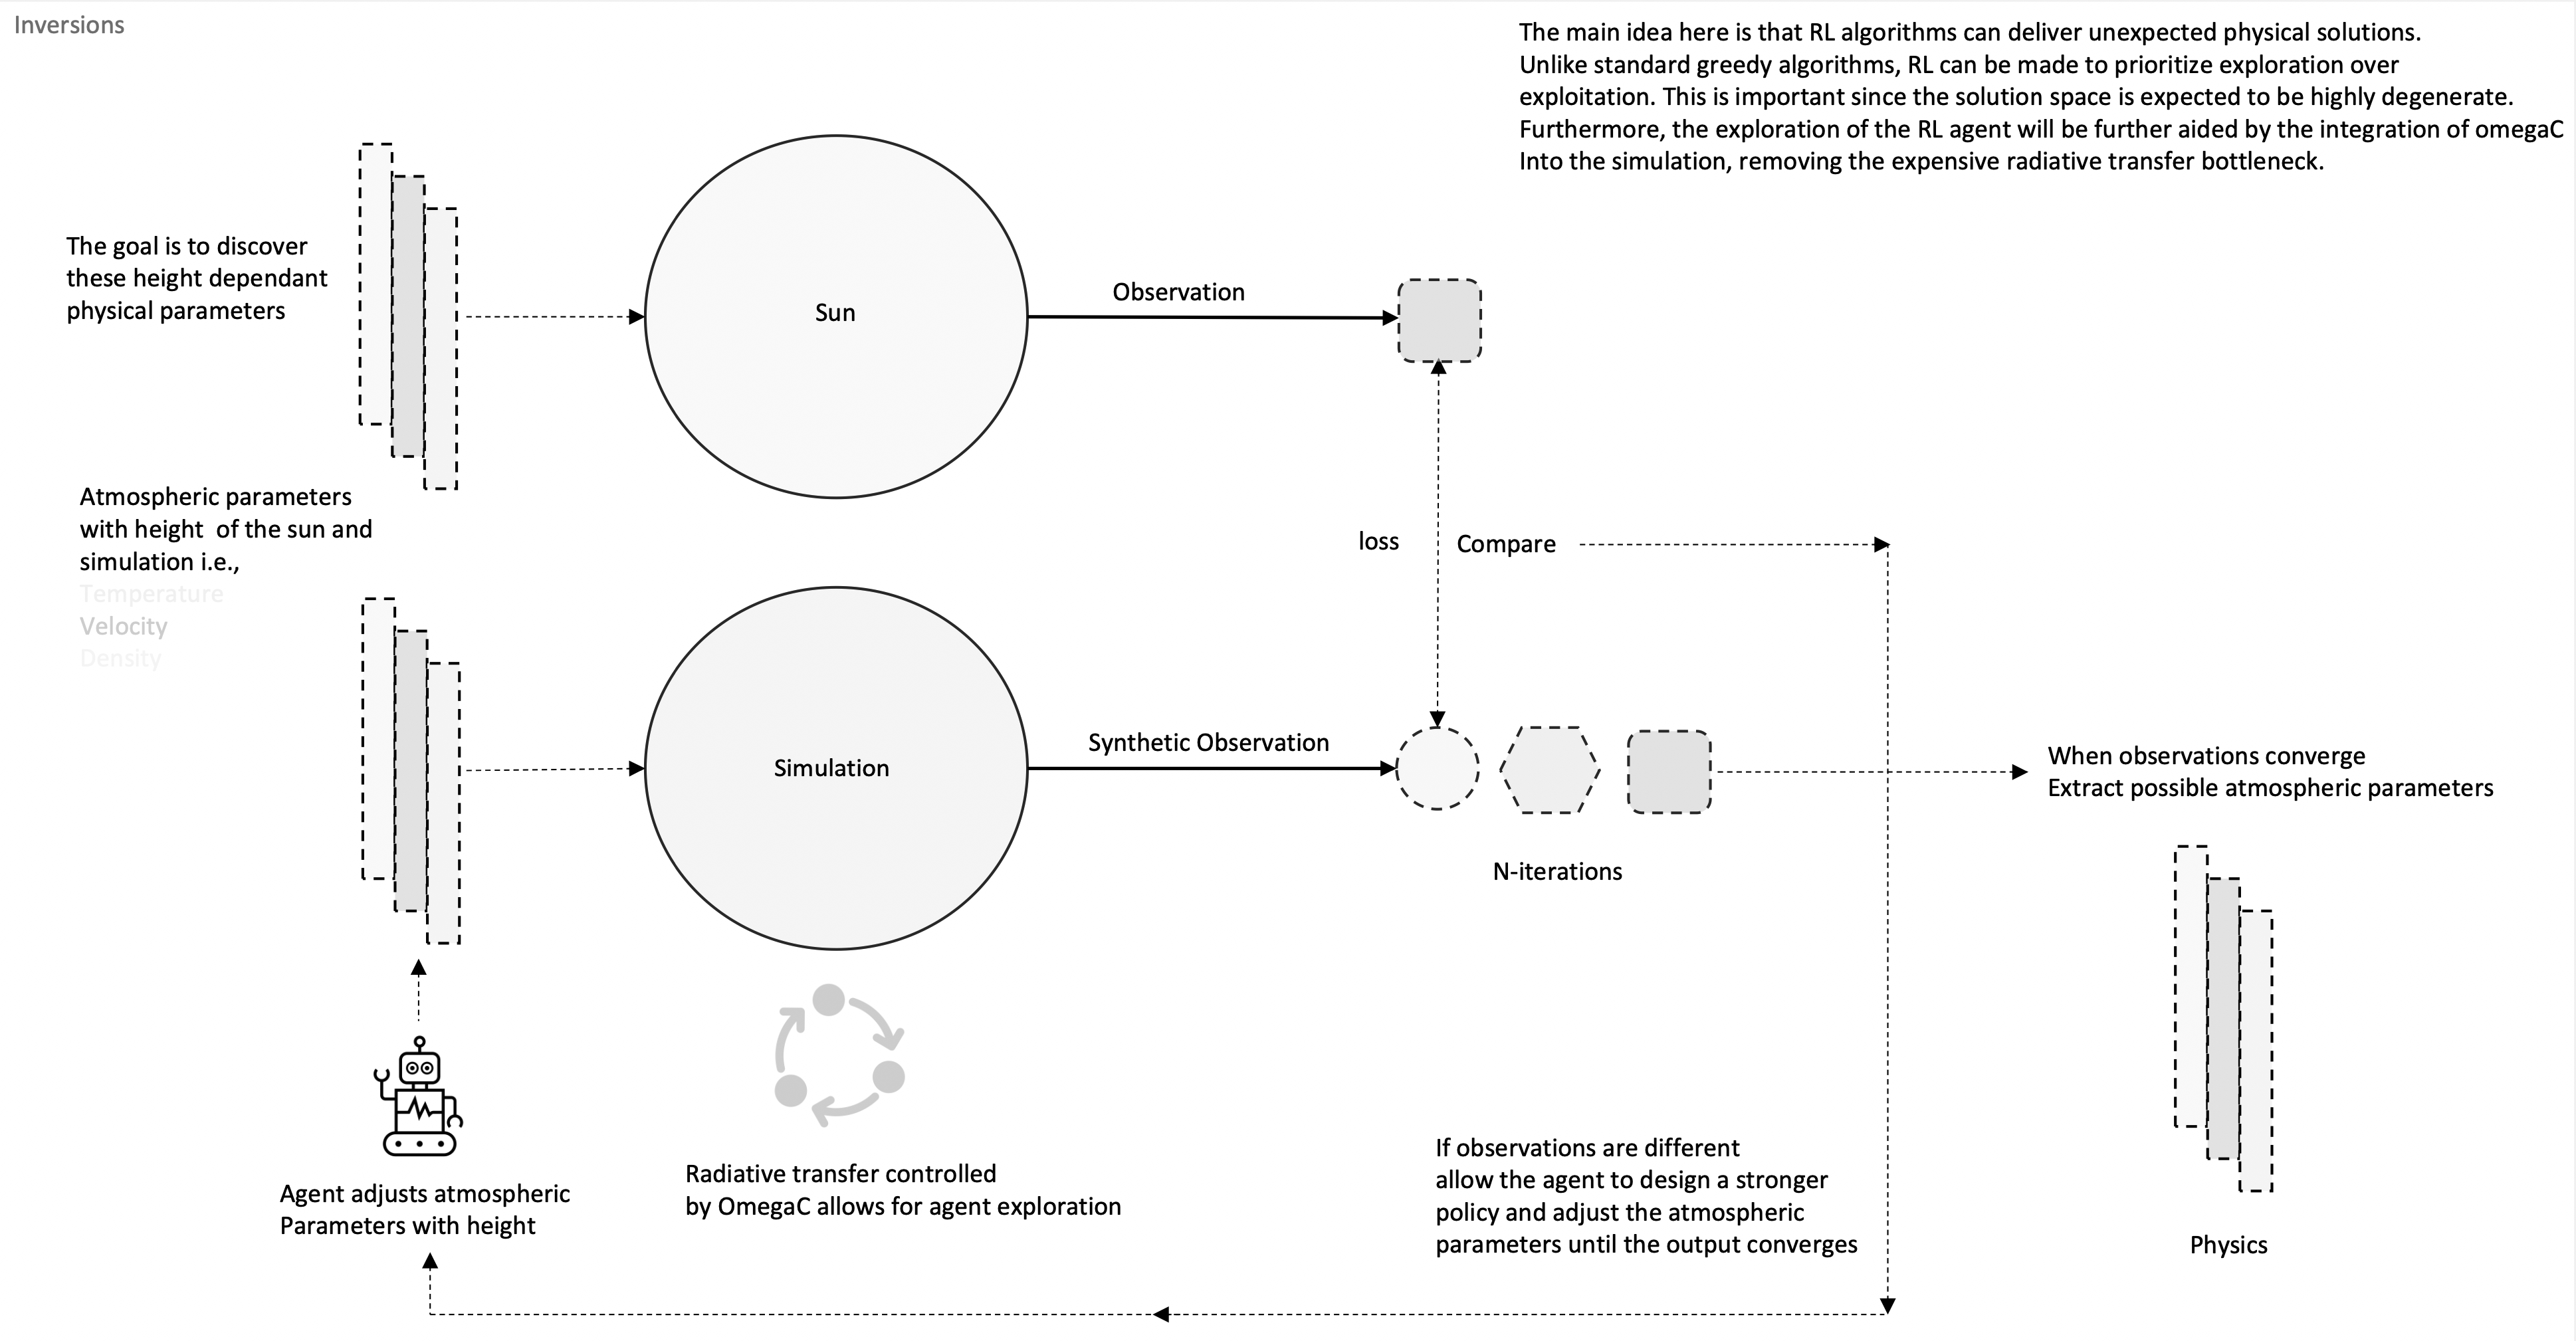 Inversions
The main idea here is that RL algorithms can deliver unexpected physical solutions.
Unlike standard greedy algorithms, RL can be made to prioritize exploration over
exploitation. This is important since the solution space is expected to be highly degenerate.
Furthermore, the exploration of the RL agent will be further aided by the integration of omegaC
Into the simulation, removing the expensive radiative transfer bottleneck.
The goal is to discover
these height dependant
physical parameters
Sun
Observation
Atmospheric parameters
with height of the sun and
simulation i.e.,
Temperature
Velocity
Density
loss
Compare
Simulation
Synthetic Observation
N-iterations
When observations converge
Extract possible atmospheric parameters
Physics
Agent adjusts atmospheric
Parameters with height
Radiative transfer controlled
by OmegaC allows for agent exploration
If observations are different
allow the agent to design a stronger
policy and adjust the atmospheric
parameters until the output converges